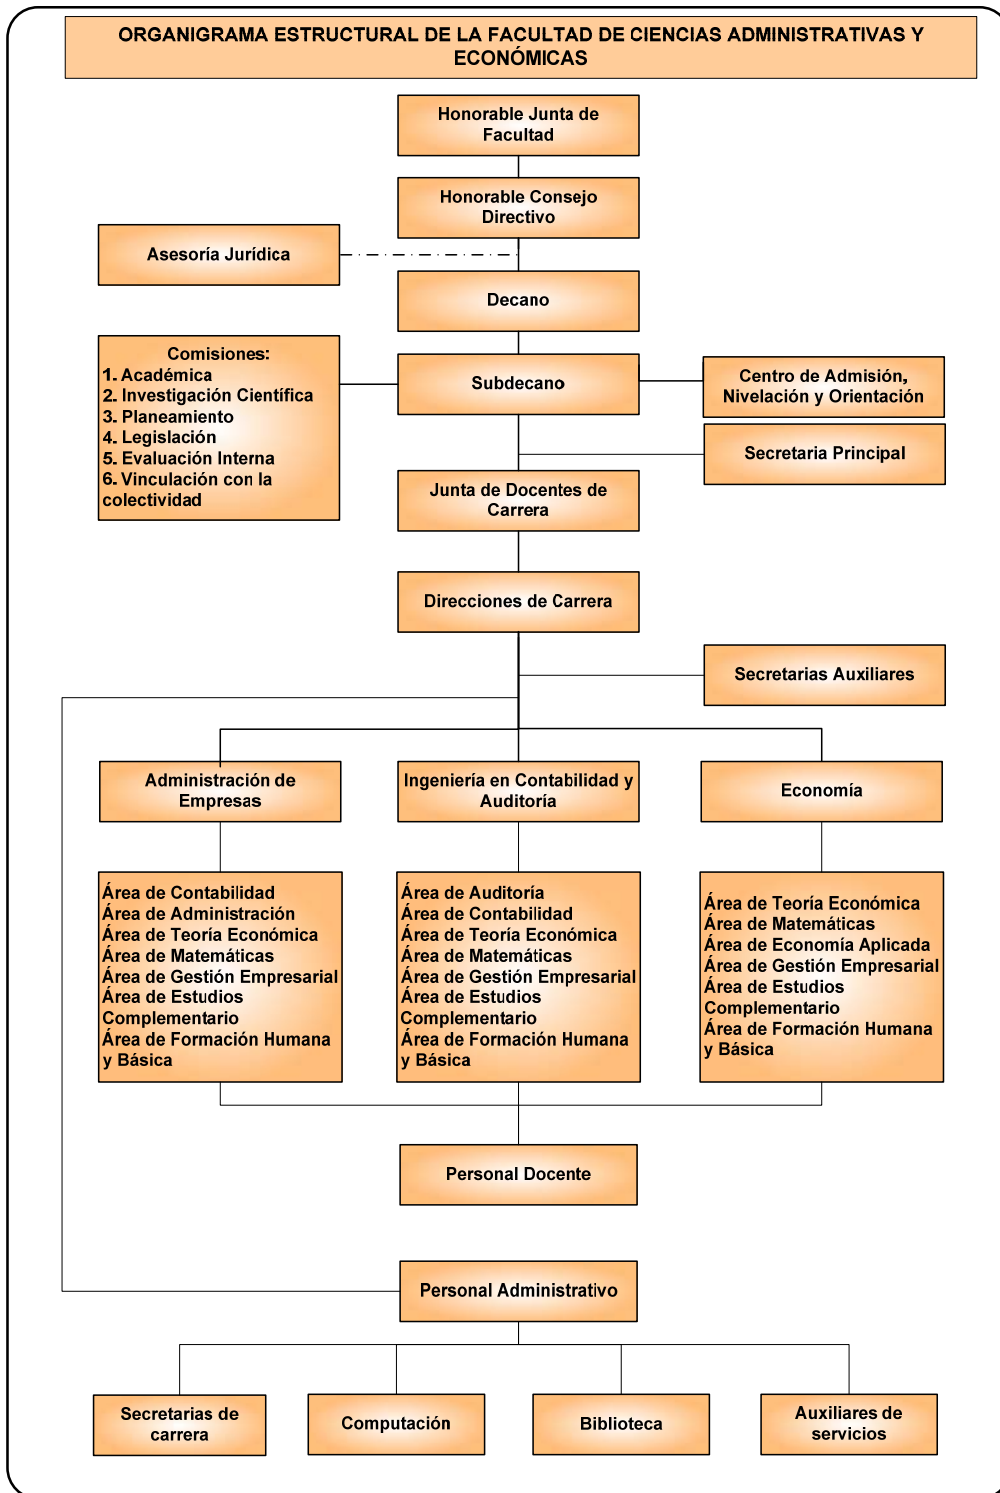 ORGANIGRAMA ESTRUCTURAL DE LA FACULTAD DE CIENCIAS ADMINISTRATIVAS Y
ECONÓMICAS
Honorable Junta de
Facultad
Honorable Consejo
Directivo
Asesoría Jurídica
Decano
Comisiones:
1. Académica
2. Investigación Científica
3. Planeamiento
4. Legislación
5. Evaluación Interna
6. Vinculación con la
colectividad
Subdecano
Centro de Admisión,
Nivelación y Orientación
Secretaria Principal
Junta de Docentes de
Carrera
Direcciones de Carrera
Secretarias Auxiliares
Administración de
Empresas
Ingeniería en Contabilidad y
Auditoría
Economía
Área de Contabilidad
Área de Administración
Área de Teoría Económica
Área de Matemáticas
Área de Gestión Empresarial
Área de Estudios
Complementario
Área de Formación Humana
y Básica
Área de Auditoría
Área de Contabilidad
Área de Teoría Económica
Área de Matemáticas
Área de Gestión Empresarial
Área de Estudios
Complementario
Área de Formación Humana
y Básica
Área de Teoría Económica
Área de Matemáticas
Área de Economía Aplicada
Área de Gestión Empresarial
Área de Estudios
Complementario
Área de Formación Humana
y Básica
Personal Docente
Personal Administrativo
Secretarias de
carrera
Computación
Biblioteca
Auxiliares de
servicios